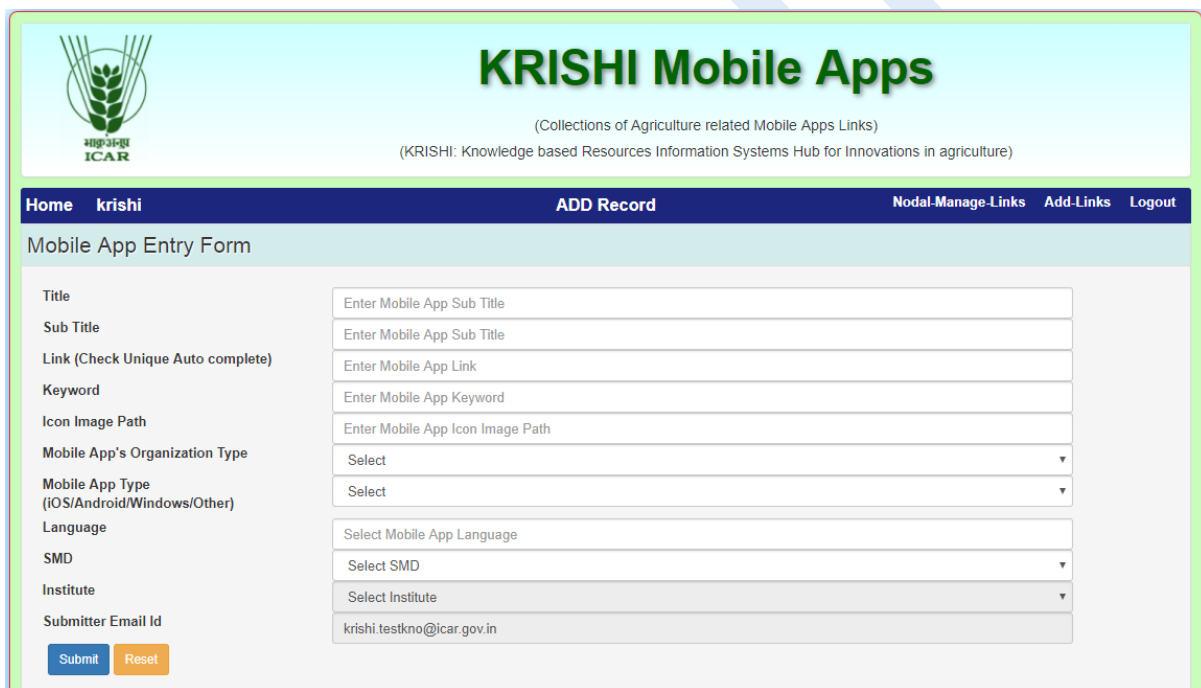 KRISHI Mobile Apps
(Collections of Agriculture related Mobile Apps Links)
(KRISHI: Knowledge based Resources Information Systems Hub for Innovations in agriculture)
भाकृअनुप
ICAR
Home krishi ADD Record Nodal-Manage-Links Add-Links Logout
Mobile App Entry Form
Title Enter Mobile App Sub Title
Sub Title Enter Mobile App Sub Title
Link (Check Unique Auto complete) Enter Mobile App Link
Keyword Enter Mobile App Keyword
Icon Image Path Enter Mobile App Icon Image Path
Mobile App's Organization Type Select
Mobile App Type
(iOS/Android/Windows/Other) Select
Language Select Mobile App Language
SMD Select SMD
Institute Select Institute
Submitter Email Id krishi.testkno@icar.gov.in
Submit Reset